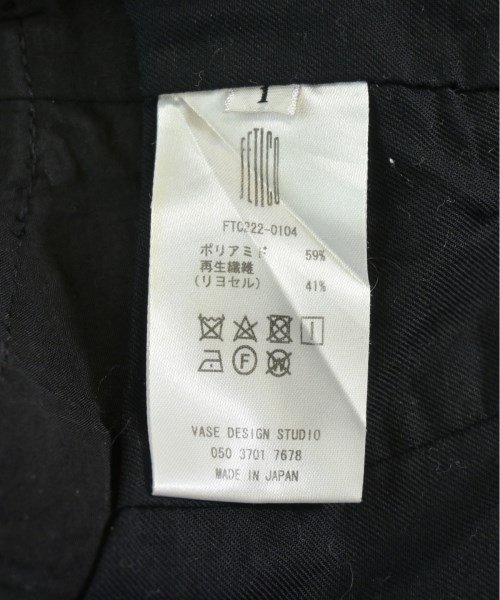 1
FETICO
FTC222-0104
ポリアミド 59%
再生繊維
(リヨセル) 41%
F
W
VASE DESIGN STUDIO
050 3701 7678
MADE IN JAPAN